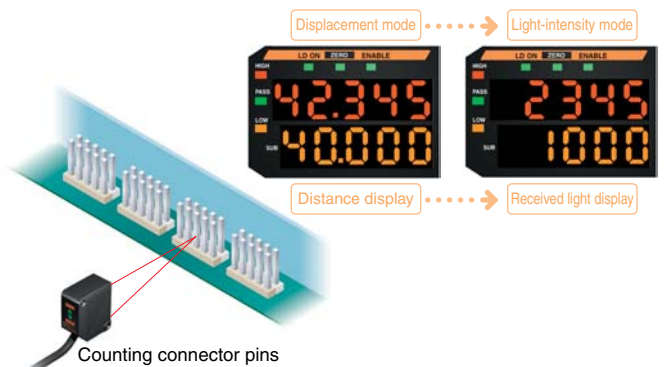 Displacement mode
Light-intensity mode
LD ON ZERO ENABLE
HIGH
PASS
LOW
SUB
42.345
40.000
LD ON ZERO ENABLE
HIGH
PASS
LOW
SUB
2345
1000
Distance display
Received light display
Counting connector pins